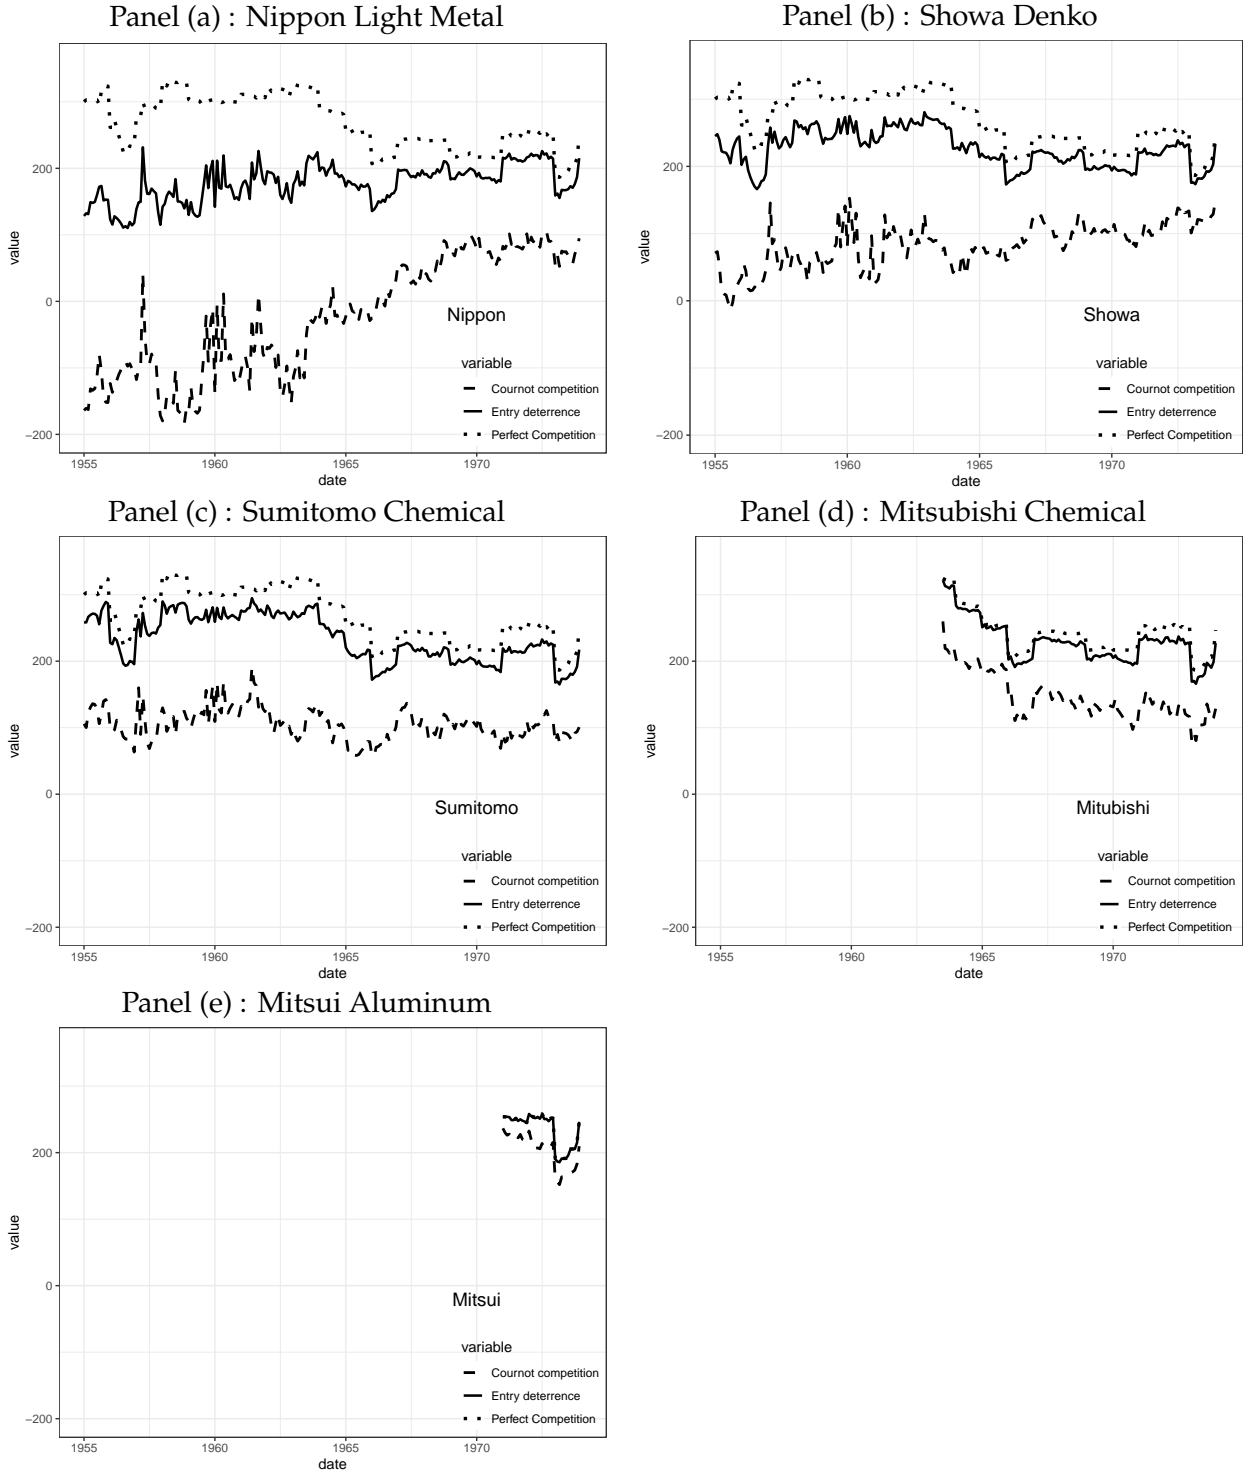 Panel (a) : Nippon Light Metal
value
200
0
−200
1955
1960
1965
1970
date
Nippon
variable
Cournot competition
Entry deterrence
Perfect Competition
Panel (b) : Showa Denko
value
200
0
−200
1955
1960
1965
1970
date
Showa
variable
Cournot competition
Entry deterrence
Perfect Competition
Panel (c) : Sumitomo Chemical
value
200
0
−200
1955
1960
1965
1970
date
Sumitomo
variable
Cournot competition
Entry deterrence
Perfect Competition
Panel (d) : Mitsubishi Chemical
value
200
0
−200
1955
1960
1965
1970
date
Mitubishi
variable
Cournot competition
Entry deterrence
Perfect Competition
Panel (e) : Mitsui Aluminum
value
200
0
−200
1955
1960
1965
1970
date
Mitsui
variable
Cournot competition
Entry deterrence
Perfect Competition